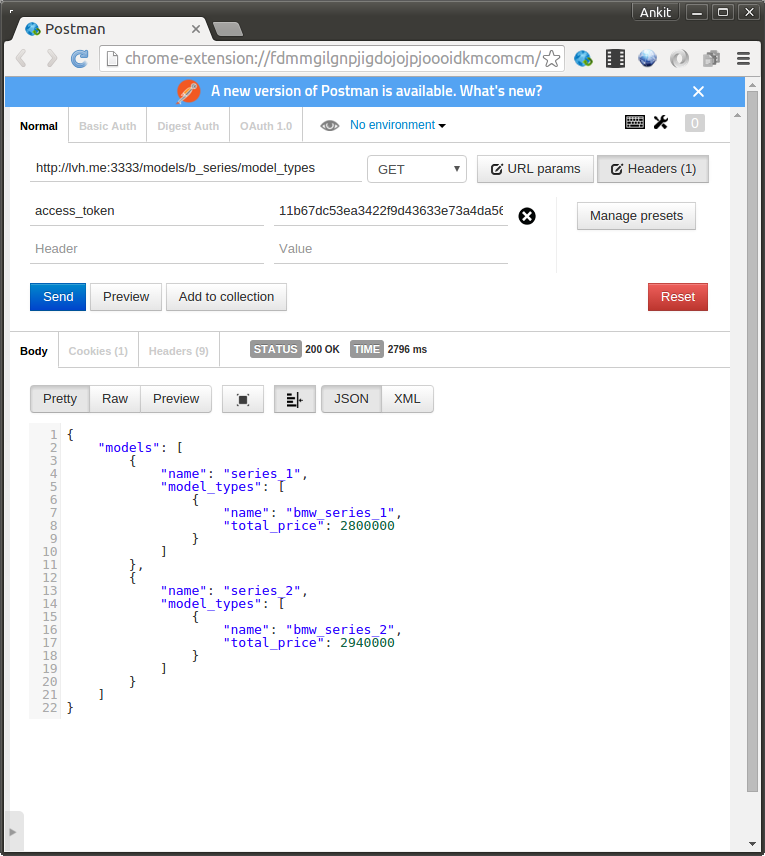 Ankit
Postman
chrome-extension://fdmmgilgnpjigdojojpjoooidkmcomcm/
A new version of Postman is available. What's new?
Normal Basic Auth Digest Auth OAuth 1.0 No environment 0
http://lvh.me:3333/models/b_series/model_types GET URL params Headers (1)
access_token 11b67dc53ea3422f9d43633e73a4da56 Manage presets
Header Value
Send Preview Add to collection Reset
Body Cookies (1) Headers (9) STATUS 200 OK TIME 2796 ms
Pretty Raw Preview JSON XML
1 {
2 "models": [
3 {
4 "name": "series_1",
5 "model_types": [
6 {
7 "name": "bmw_series_1",
8 "total_price": 2800000
9 }
10 ]
11 },
12 {
13 "name": "series_2",
14 "model_types": [
15 {
16 "name": "bmw_series_2",
17 "total_price": 2940000
18 }
19 ]
20 }
21 ]
22 }